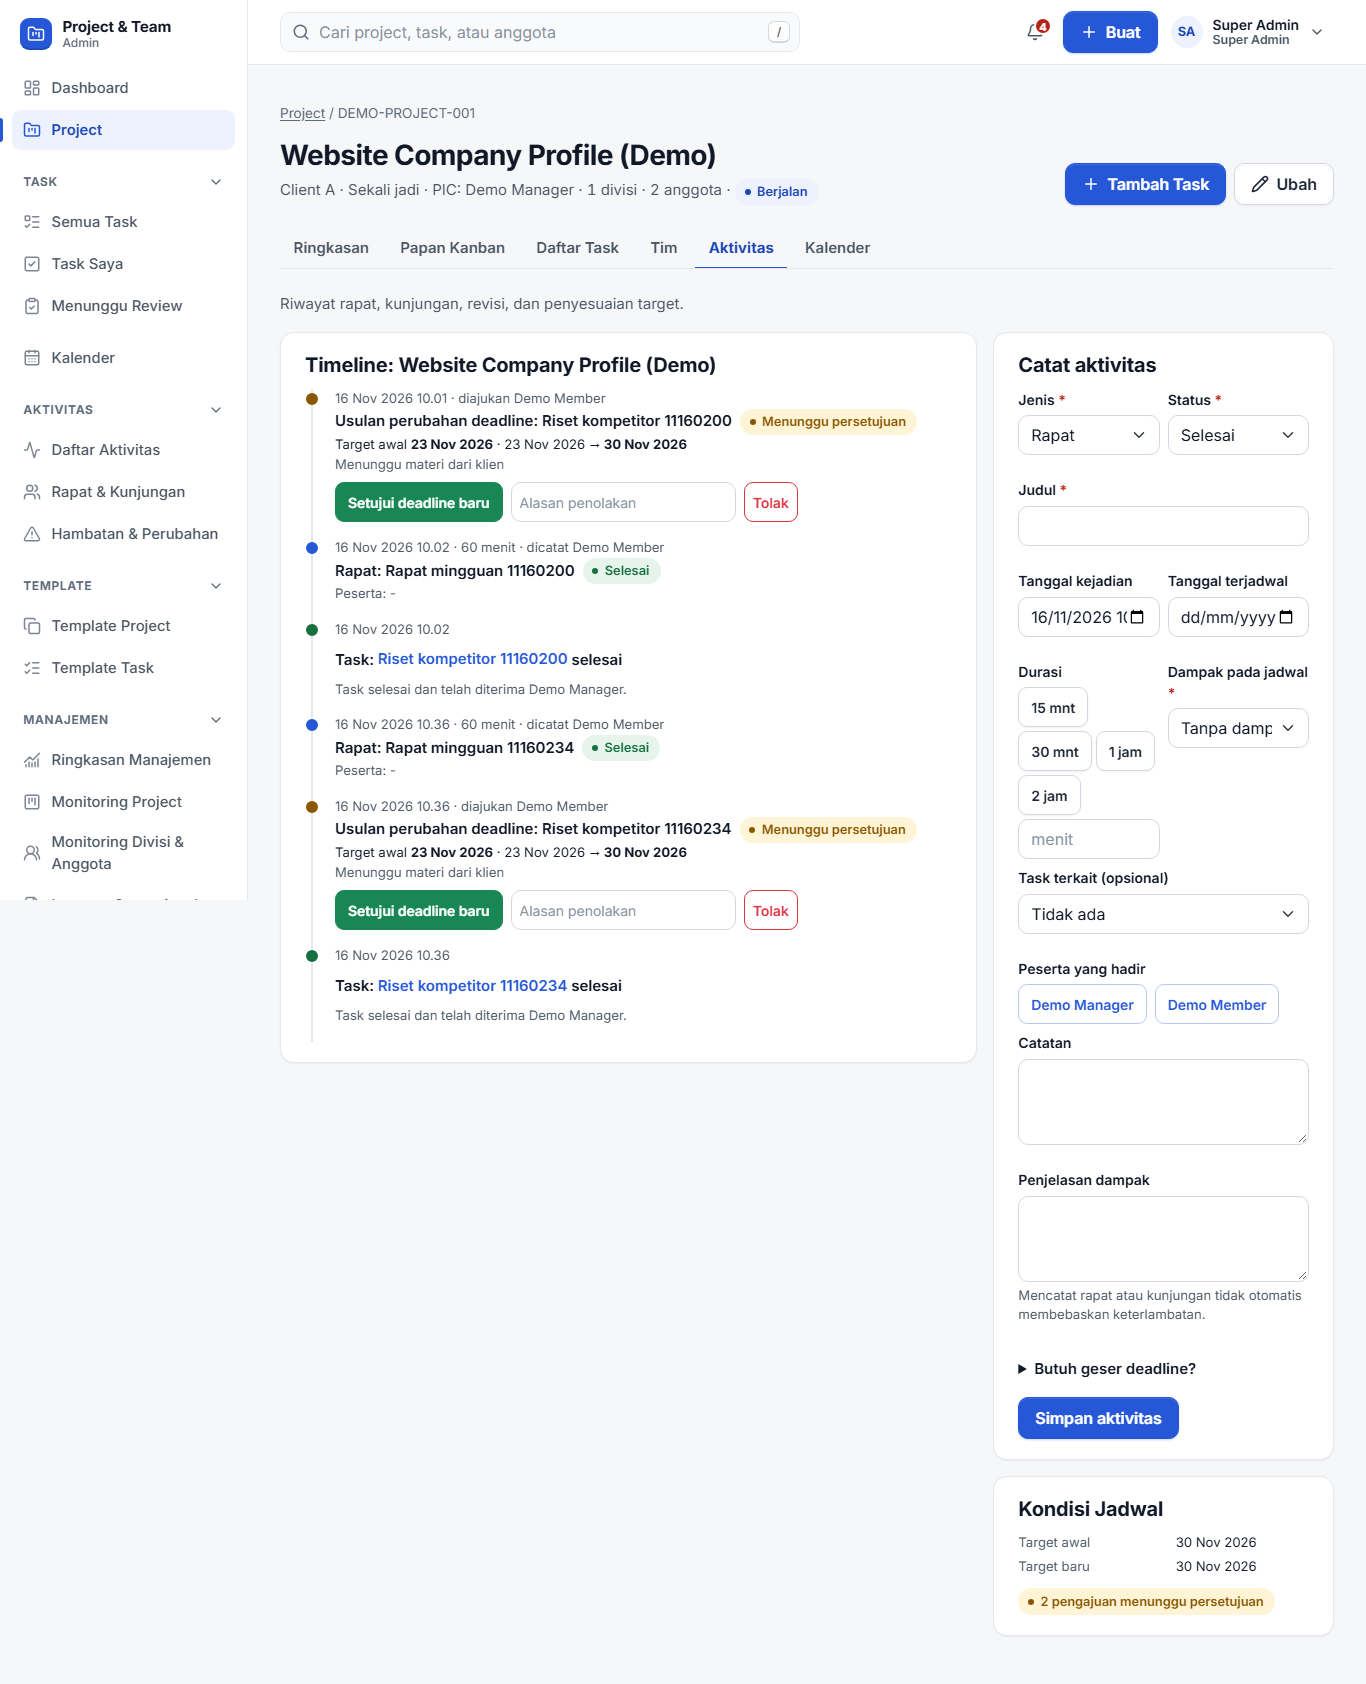 Project & Team
Admin
Cari project, task, atau anggota
/
4
Buat
SA
Super Admin
Super Admin
Dashboard
Project
TASK
Semua Task
Task Saya
Menunggu Review
Kalender
AKTIVITAS
Daftar Aktivitas
Rapat & Kunjungan
Hambatan & Perubahan
TEMPLATE
Template Project
Template Task
MANAJEMEN
Ringkasan Manajemen
Monitoring Project
Monitoring Divisi &
Anggota
Project / DEMO-PROJECT-001
Website Company Profile (Demo)
Client A · Sekali jadi · PIC: Demo Manager · 1 divisi · 2 anggota · Berjalan
Tambah Task
Ubah
Ringkasan
Papan Kanban
Daftar Task
Tim
Aktivitas
Kalender
Riwayat rapat, kunjungan, revisi, dan penyesuaian target.
Timeline: Website Company Profile (Demo)
16 Nov 2026 10.01 · diajukan Demo Member
Usulan perubahan deadline: Riset kompetitor 11160200 Menunggu persetujuan
Target awal 23 Nov 2026 · 23 Nov 2026 → 30 Nov 2026
Menunggu materi dari klien
Setujui deadline baru
Alasan penolakan
Tolak
16 Nov 2026 10.02 · 60 menit · dicatat Demo Member
Rapat: Rapat mingguan 11160200 Selesai
Peserta: -
16 Nov 2026 10.02
Task: Riset kompetitor 11160200 selesai
Task selesai dan telah diterima Demo Manager.
16 Nov 2026 10.36 · 60 menit · dicatat Demo Member
Rapat: Rapat mingguan 11160234 Selesai
Peserta: -
16 Nov 2026 10.36 · diajukan Demo Member
Usulan perubahan deadline: Riset kompetitor 11160234 Menunggu persetujuan
Target awal 23 Nov 2026 · 23 Nov 2026 → 30 Nov 2026
Menunggu materi dari klien
Setujui deadline baru
Alasan penolakan
Tolak
16 Nov 2026 10.36
Task: Riset kompetitor 11160234 selesai
Task selesai dan telah diterima Demo Manager.
Catat aktivitas
Jenis *
Status *
Rapat
Selesai
Judul *
Tanggal kejadian
Tanggal terjadwal
16/11/2026 10
dd/mm/yyyy
Durasi
Dampak pada jadwal
*
15 mnt
Tanpa damp
30 mnt
1 jam
2 jam
menit
Task terkait (opsional)
Tidak ada
Peserta yang hadir
Demo Manager
Demo Member
Catatan
Penjelasan dampak
Mencatat rapat atau kunjungan tidak otomatis
membebaskan keterlambatan.
Butuh geser deadline?
Simpan aktivitas
Kondisi Jadwal
Target awal 30 Nov 2026
Target baru 30 Nov 2026
2 pengajuan menunggu persetujuan